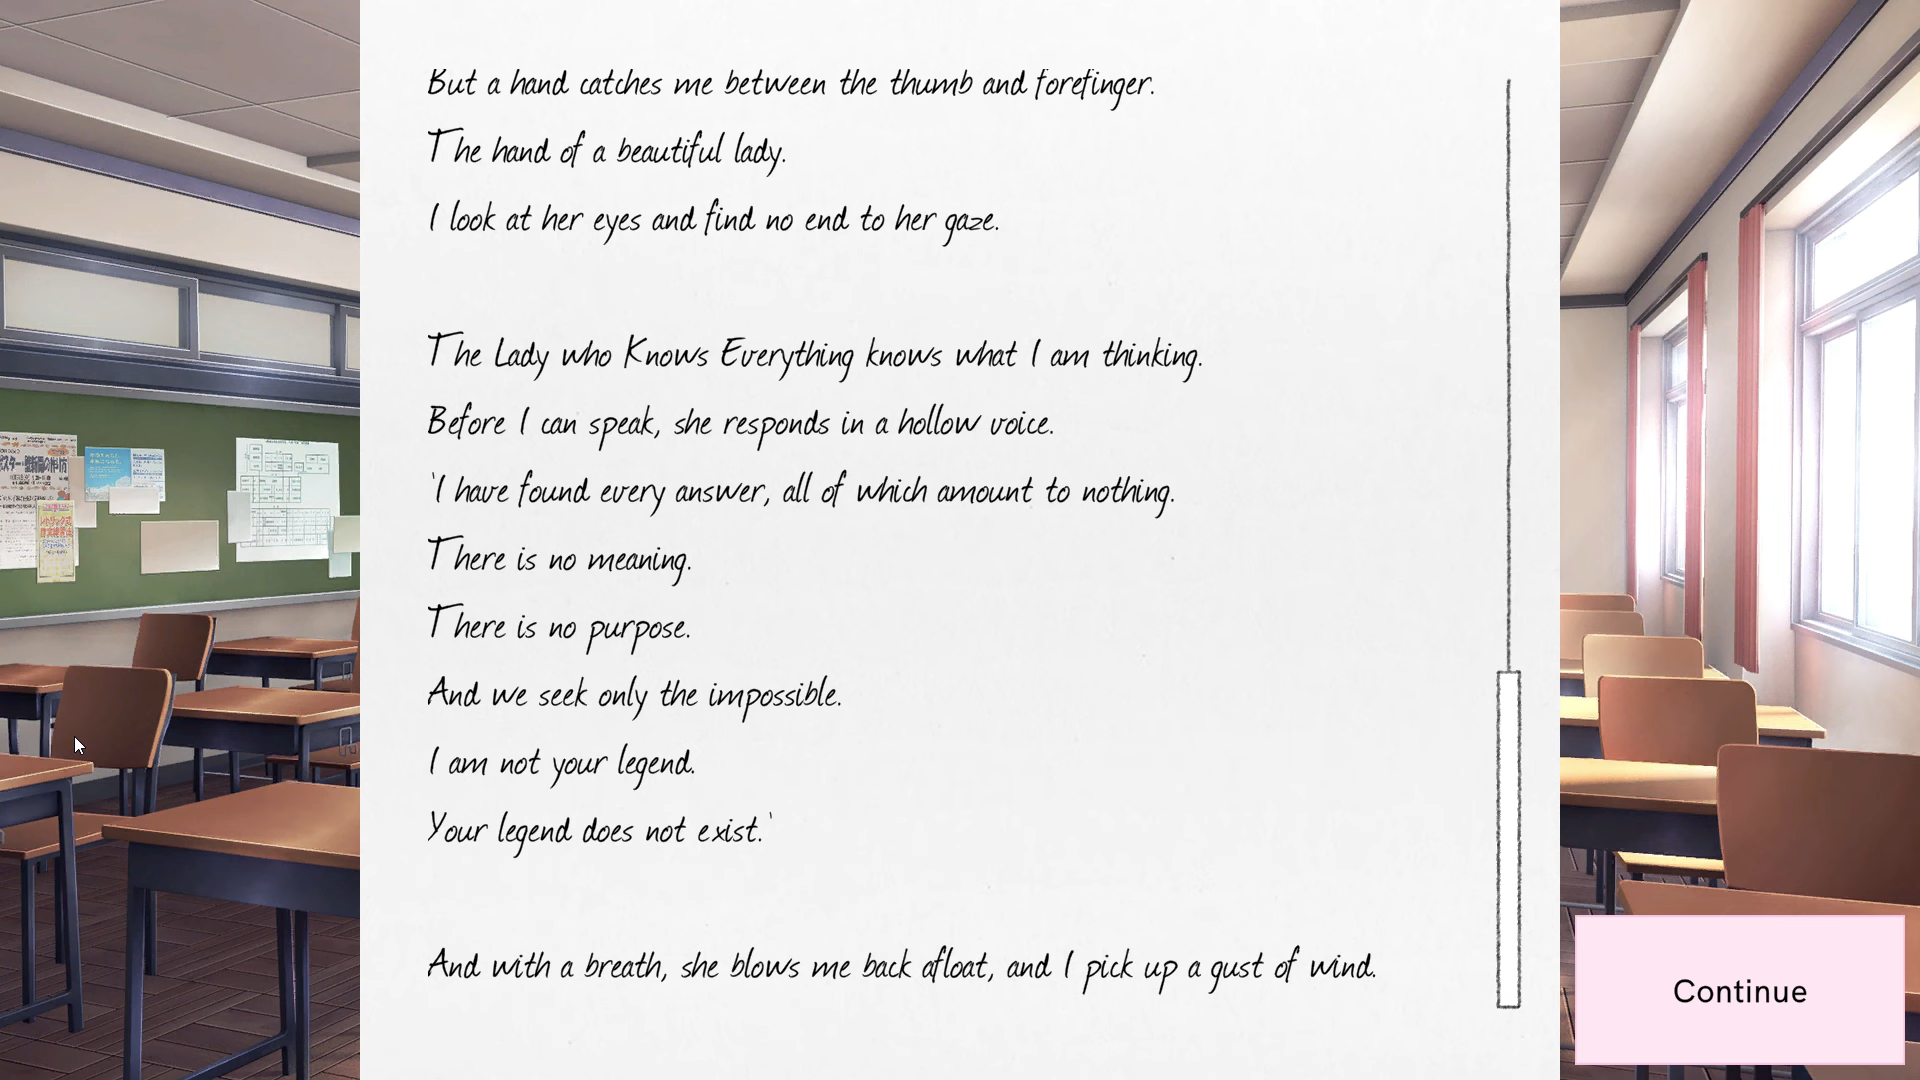 But a hand catches me between the thumb and forefinger.
The hand of a beautiful lady.
I look at her eyes and find no end to her gaze.
The Lady who Knows Everything knows what I am thinking.
Before I can speak, she responds in a hollow voice.
'I have found every answer, all of which amount to nothing.
There is no meaning.
There is no purpose.
And we seek only the impossible.
I am not your legend.
Your legend does not exist.'
And with a breath, she blows me back afloat, and I pick up a gust of wind.
Continue